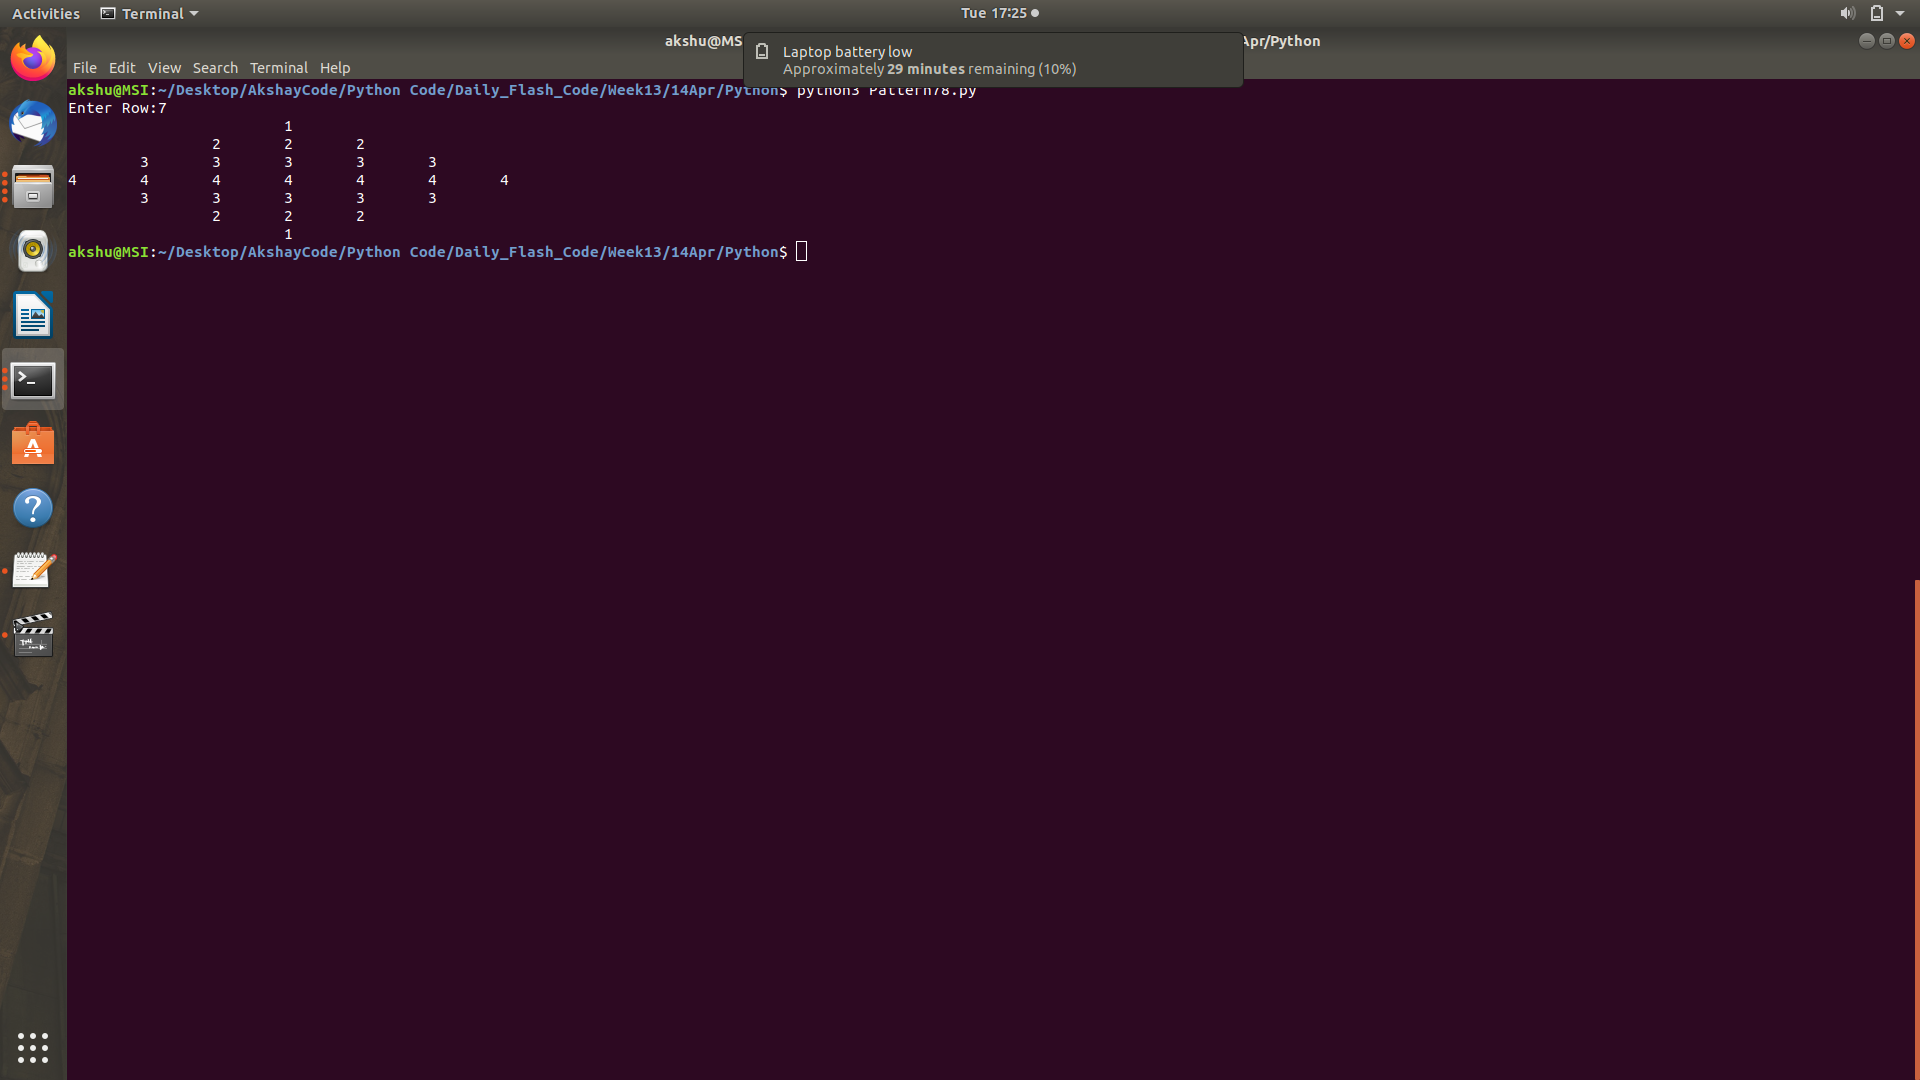 Activities Terminal Tue 17:25
akshu@MS Apr/Python
Laptop battery low
Approximately 29 minutes remaining (10%)
File Edit View Search Terminal Help
akshu@MSI:~/Desktop/AkshayCode/Python Code/Daily_Flash_Code/Week13/14Apr/Python$ python3 Pattern78.py
Enter Row:7
1
2 2 2
3 3 3 3 3
4 4 4 4 4 4 4
3 3 3 3 3
2 2 2
1
akshu@MSI:~/Desktop/AkshayCode/Python Code/Daily_Flash_Code/Week13/14Apr/Python$